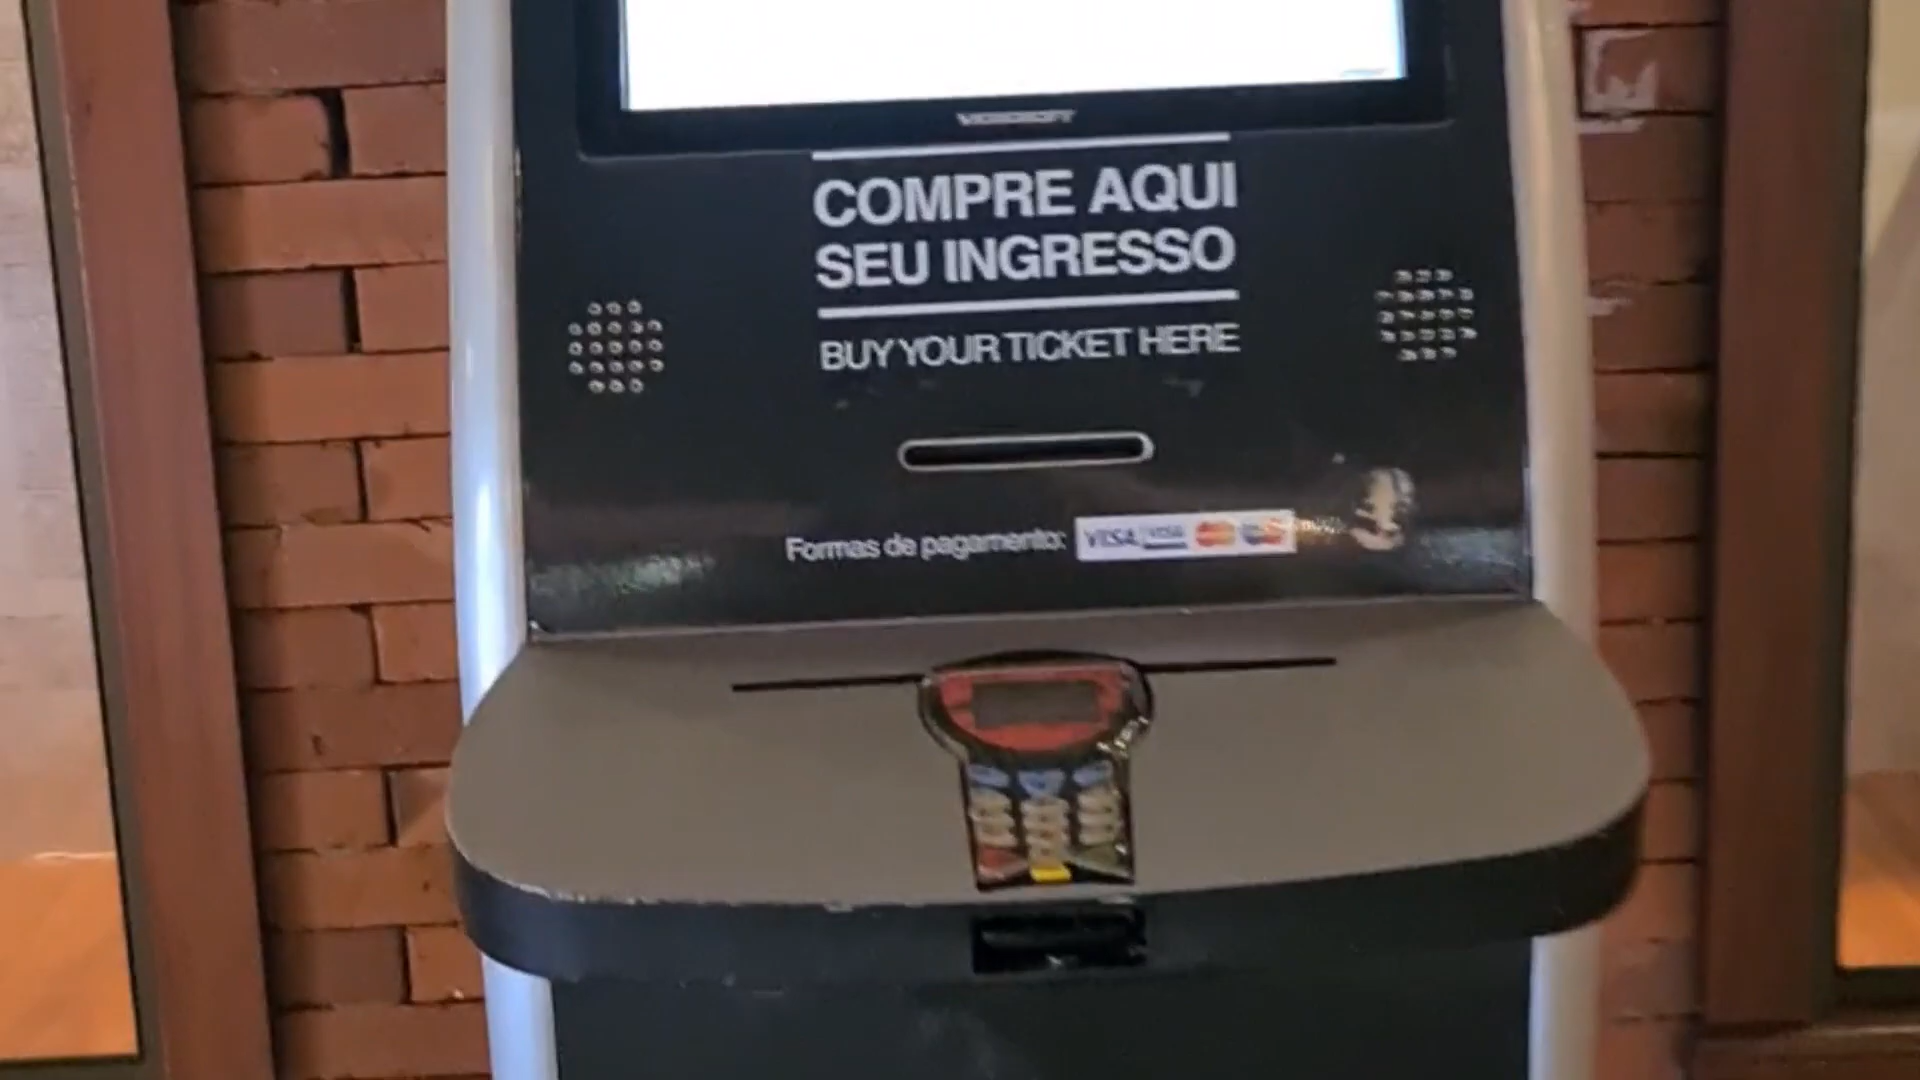 COMPRE AQUI
SEU INGRESSO
BUY YOUR TICKET HERE
Formas de pagamento: VISA VISA